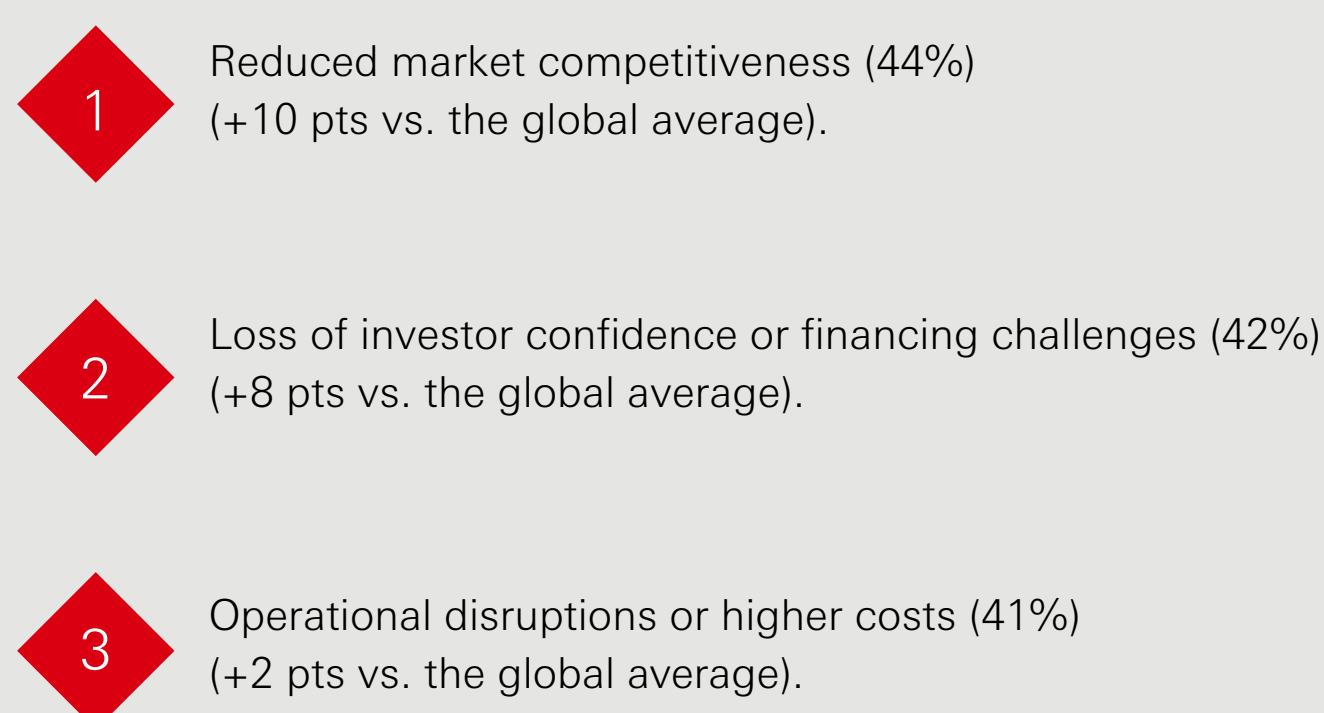 1
Reduced market competitiveness (44%)
(+10 pts vs. the global average).
2
Loss of investor confidence or financing challenges (42%)
(+8 pts vs. the global average).
3
Operational disruptions or higher costs (41%)
(+2 pts vs. the global average).